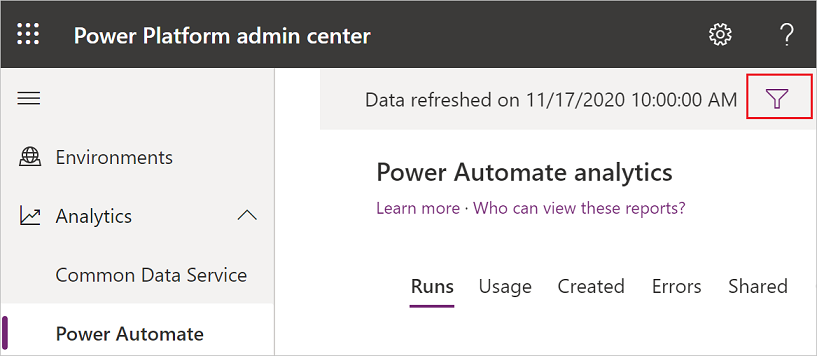 Power Platform admin center
?
Data refreshed on 11/17/2020 10:00:00 AM
Environments
Analytics
Common Data Service
Power Automate
Power Automate analytics
Learn more · Who can view these reports?
Runs Usage Created Errors Shared